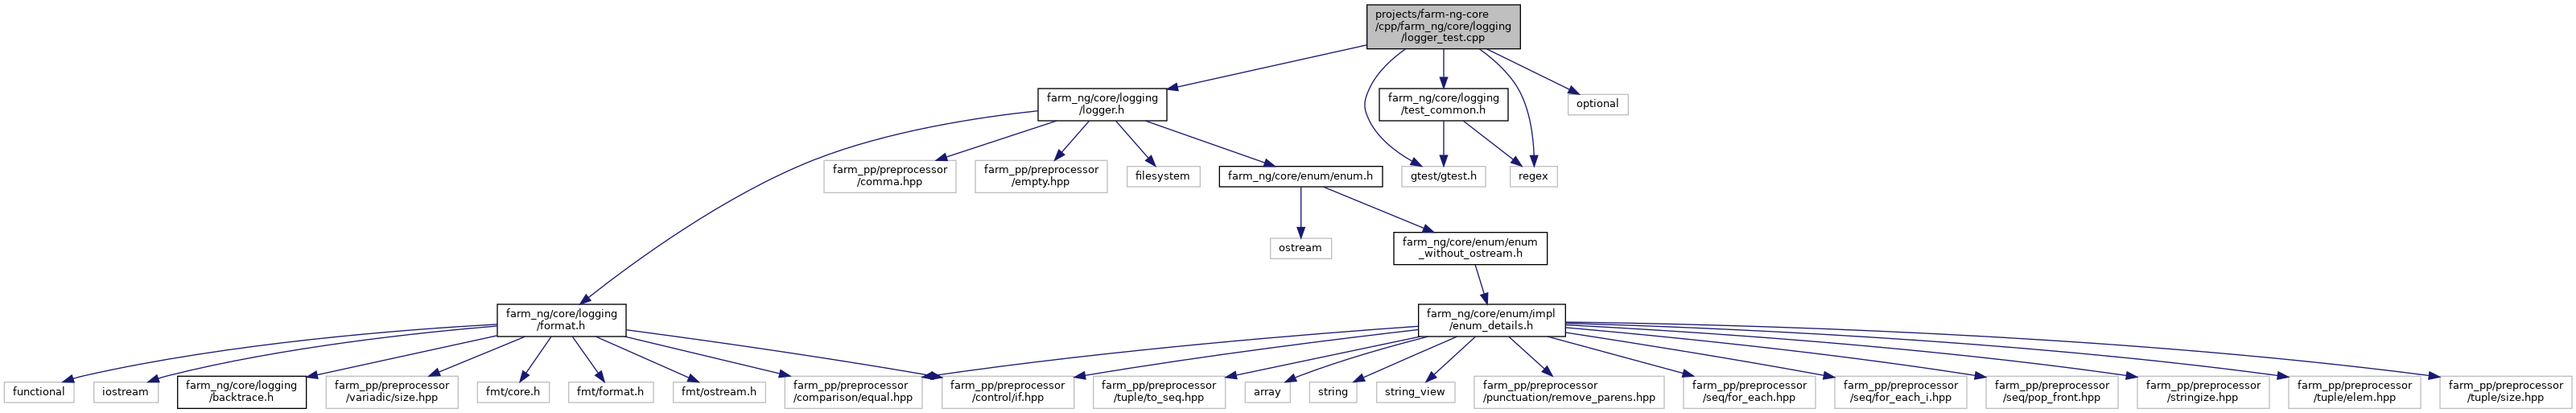 projects/farm-ng-core
/cpp/farm_ng/core/logging
/logger_test.cpp
farm_ng/core/logging
/logger.h
farm_ng/core/logging
/test_common.h
optional
farm_pp/preprocessor
/comma.hpp
farm_pp/preprocessor
/empty.hpp
filesystem
farm_ng/core/enum/enum.h
gtest/gtest.h
regex
ostream
farm_ng/core/enum/enum
_without_ostream.h
farm_ng/core/logging
/format.h
farm_ng/core/enum/impl
/enum_details.h
functional
iostream
farm_ng/core/logging
/backtrace.h
farm_pp/preprocessor
/variadic/size.hpp
fmt/core.h
fmt/format.h
fmt/ostream.h
farm_pp/preprocessor
/comparison/equal.hpp
farm_pp/preprocessor
/control/if.hpp
farm_pp/preprocessor
/tuple/to_seq.hpp
array
string
string_view
farm_pp/preprocessor
/punctuation/remove_parens.hpp
farm_pp/preprocessor
/seq/for_each.hpp
farm_pp/preprocessor
/seq/for_each_i.hpp
farm_pp/preprocessor
/seq/pop_front.hpp
farm_pp/preprocessor
/stringize.hpp
farm_pp/preprocessor
/tuple/elem.hpp
farm_pp/preprocessor
/tuple/size.hpp